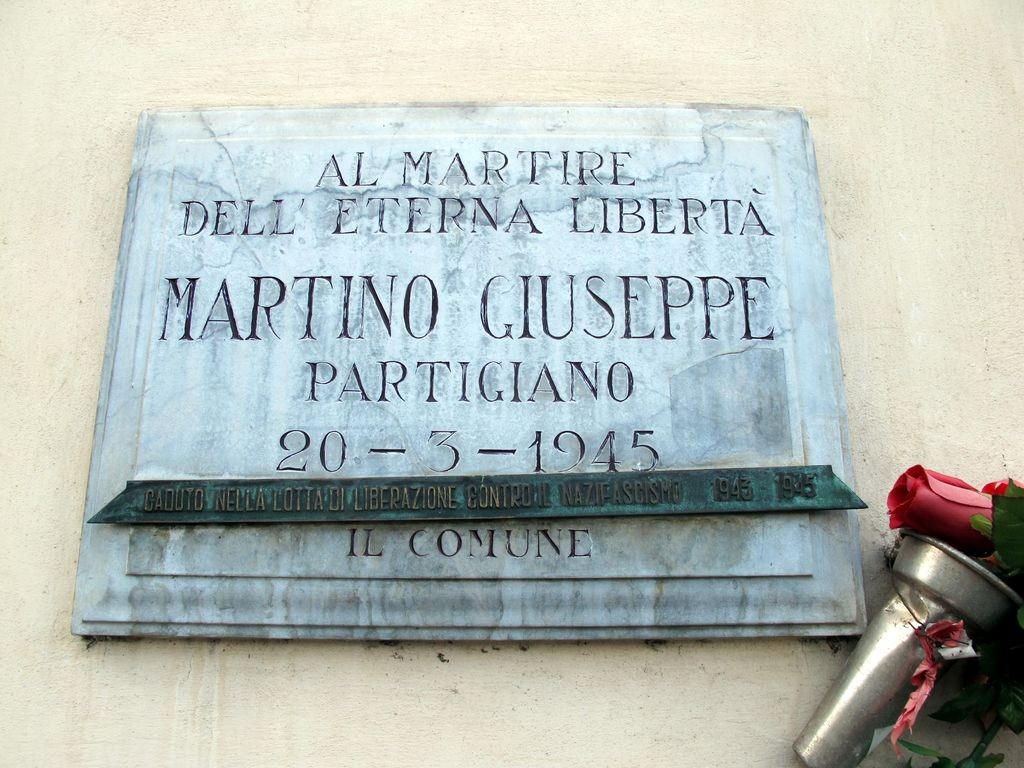 AL MARTIRE
DELL' ETERNA LIBERTÀ
MARTINO GIUSEPPE
PARTIGIANO
20 - 3 - 1945
CADUTO NELLA LOTTA DI LIBERAZIONE CONTRO IL NAZIFASCISMO 1943 1945
IL COMUNE